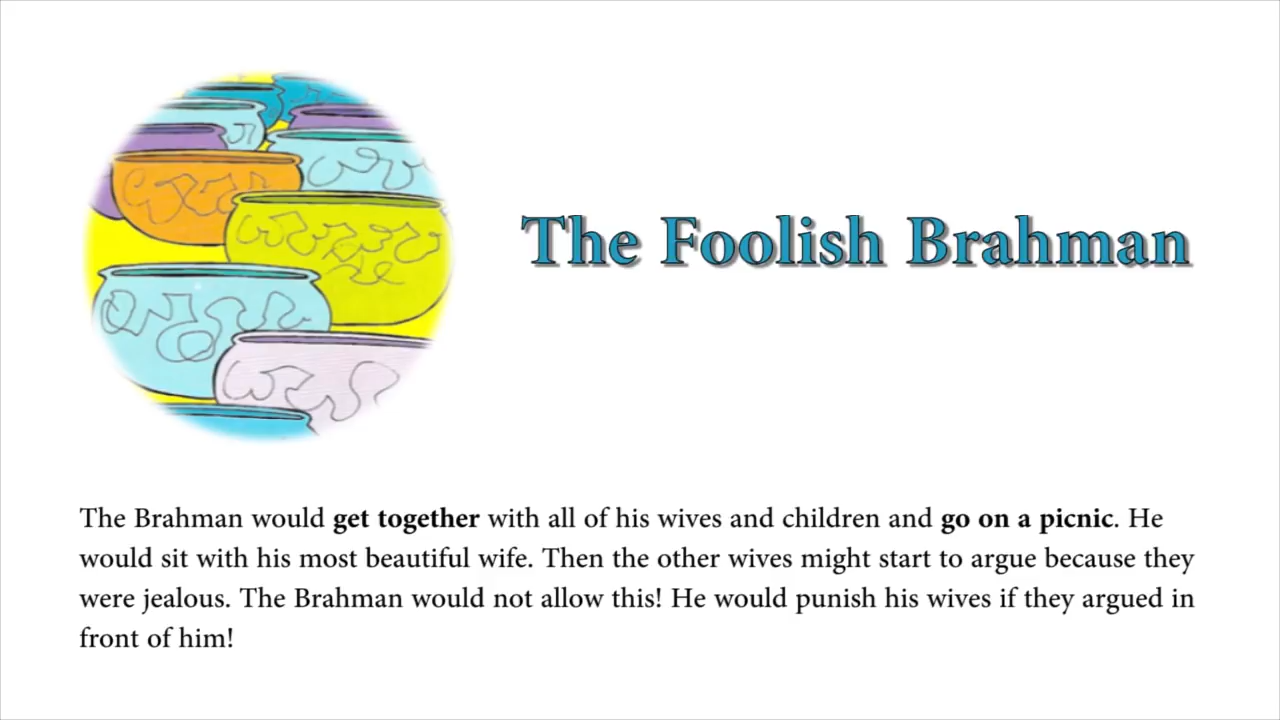 The Foolish Brahman
The Brahman would get together with all of his wives and children and go on a picnic. He
would sit with his most beautiful wife. Then the other wives might start to argue because they
were jealous. The Brahman would not allow this! He would punish his wives if they argued in
front of him!